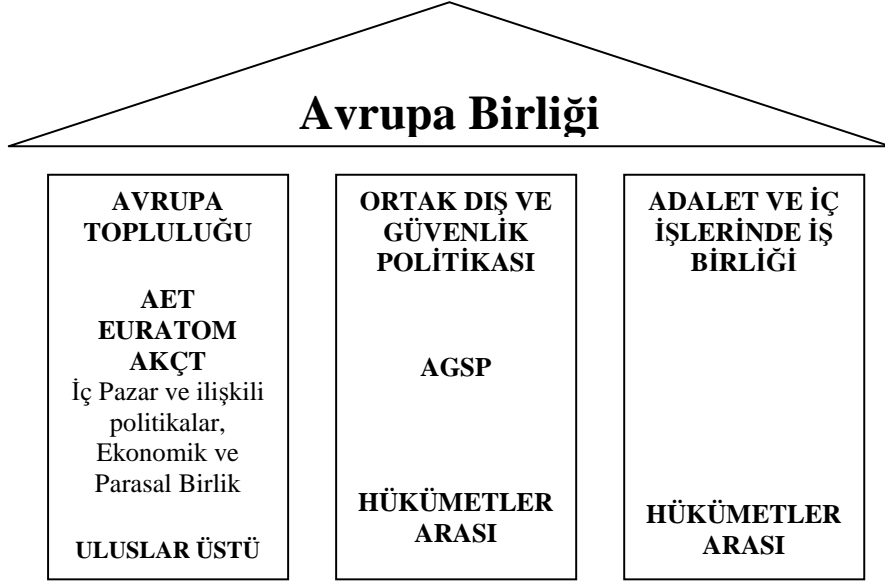 Avrupa Birliği
AVRUPA
TOPLULUĞU
AET
EURATOM
AKÇT
İç Pazar ve ilişkili
politikalar,
Ekonomik ve
Parasal Birlik
ULUSLAR ÜSTÜ
ORTAK DIŞ VE
GÜVENLİK
POLİTİKASI
AGSP
HÜKÜMETLER
ARASI
ADALET VE İÇ
İŞLERİNDE İŞ
BİRLİĞİ
HÜKÜMETLER
ARASI